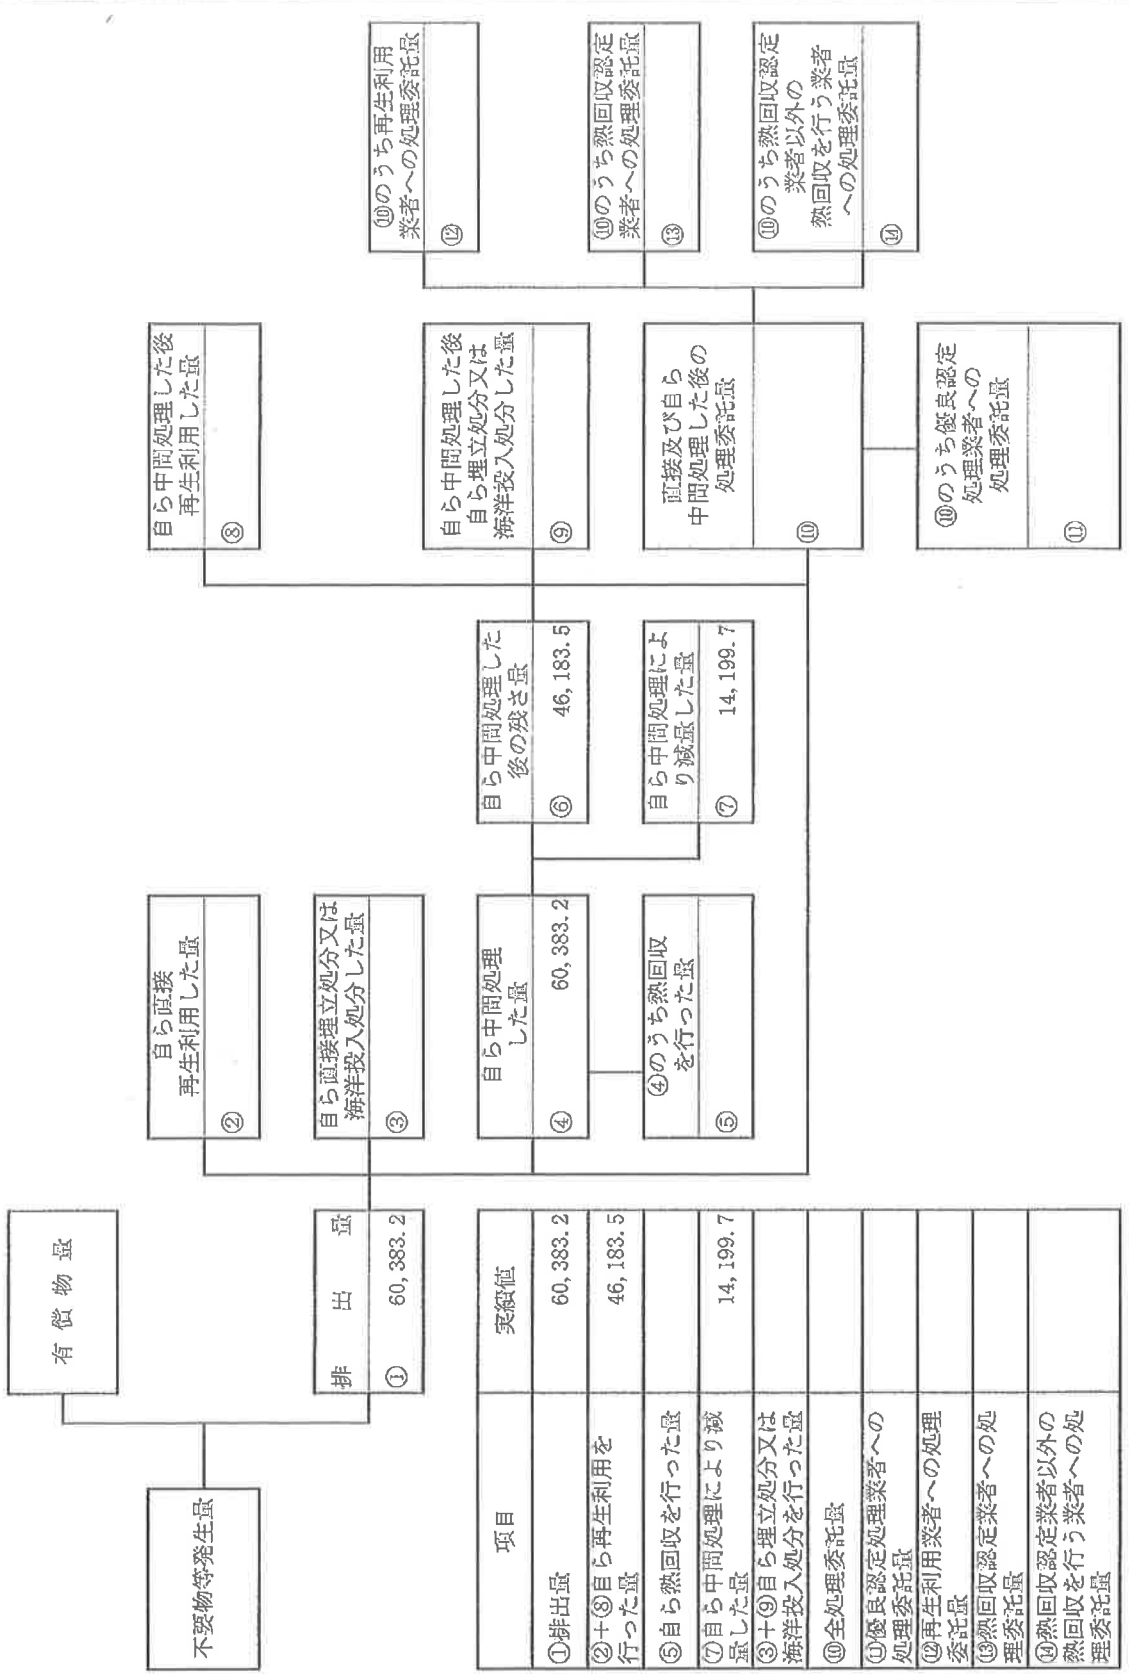 不要物等発生量
有償物量
排出量
① 60,383.2
自ら直接
再生利用した量
②
自ら直接埋立処分又は
海洋投入処分した量
③
自ら中間処理
した量
④ 60,383.2
④のうち熱回収
を行った量
⑤
自ら中間処理した
後の残さ量
⑥ 46,183.5
自ら中間処理によ
り減量した量
⑦ 14,199.7
自ら中間処理した後
再生利用した量
⑧
自ら中間処理した後
自ら埋立処分又は
海洋投入処分した量
⑨
直接及び自ら
中間処理した後の
処理委託量
⑩
⑩のうち優良認定
処理業者への
処理委託量
⑪
⑩のうち再生利用
業者への処理委託量
⑫
⑩のうち熱回収認定
業者への処理委託量
⑬
⑩のうち熱回収認定
業者以外の
熱回収を行う業者
への処理委託量
⑭
項目 実績値
①排出量 60,383.2
②+⑧自ら再生利用を
行った量 46,183.5
⑤自ら熱回収を行った量
⑦自ら中間処理により減
量した量 14,199.7
③+⑨自ら埋立処分又は
海洋投入処分を行った量
⑩全処理委託量
⑪優良認定処理業者への
処理委託量
⑫再生利用業者への処理
委託量
⑬熱回収認定業者への処
理委託量
⑭熱回収認定業者以外の
熱回収を行う業者への処
理委託量